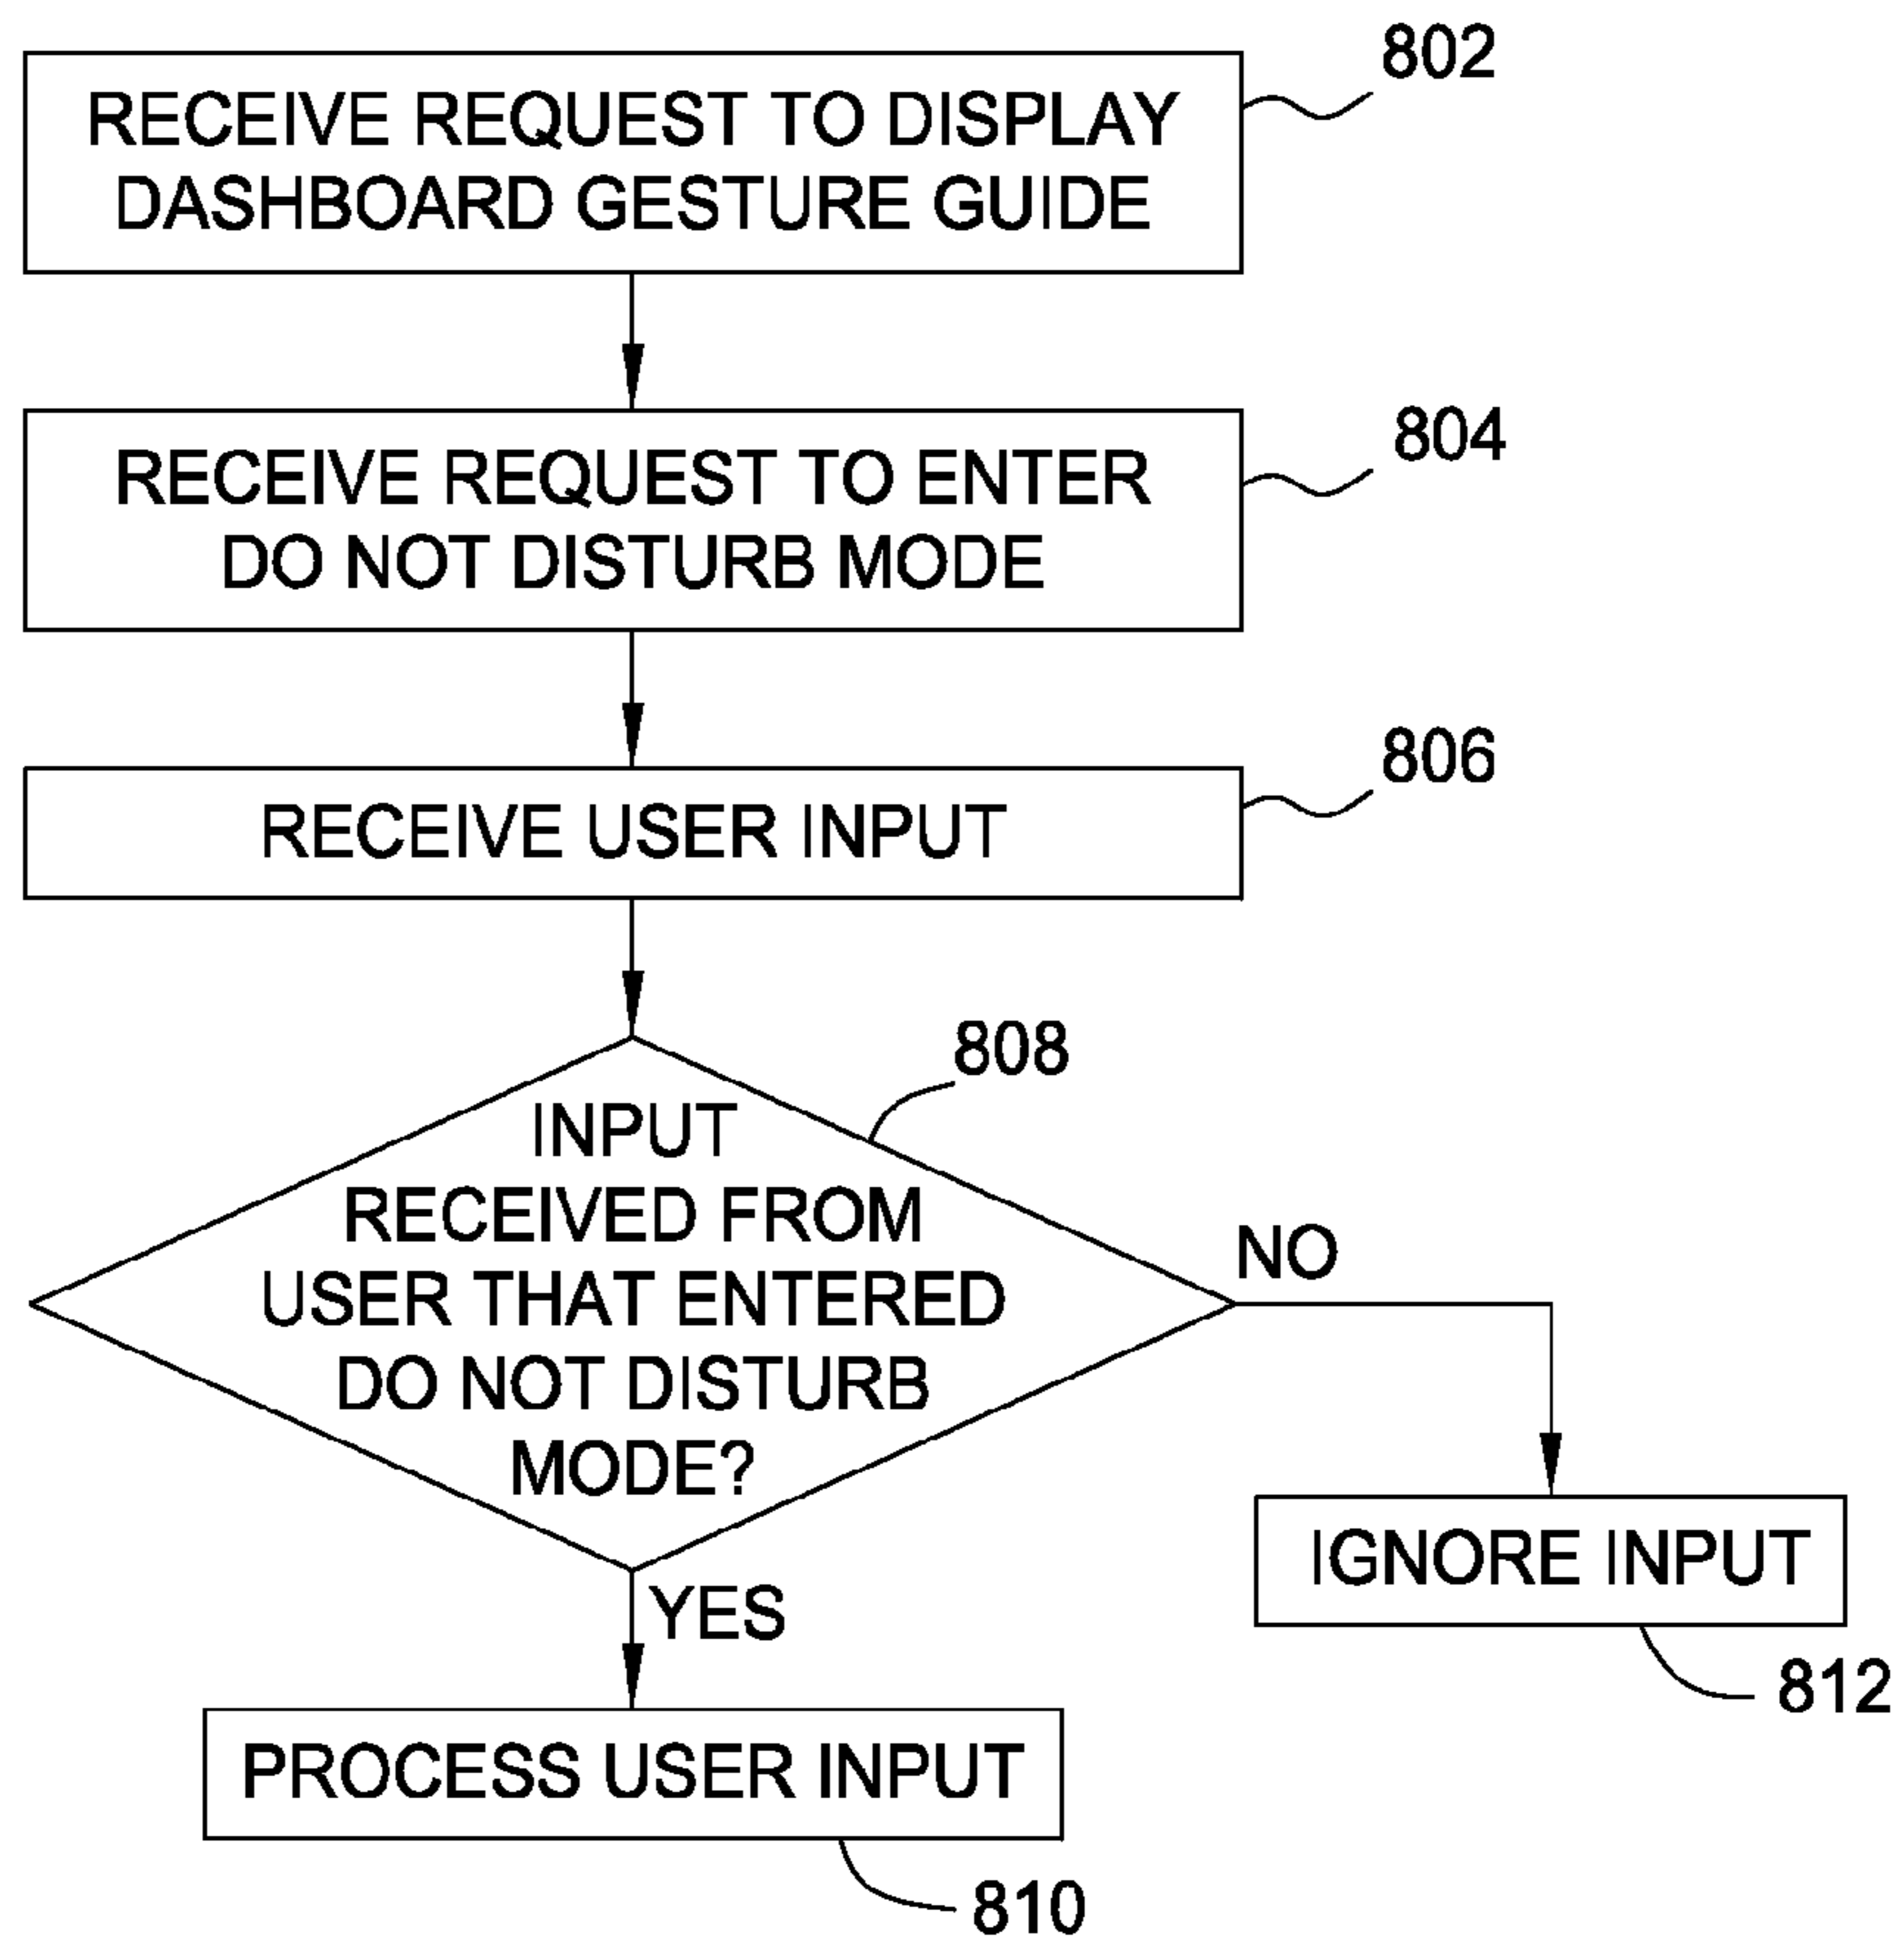 RECEIVE REQUEST TO DISPLAY
DASHBOARD GESTURE GUIDE
802
RECEIVE REQUEST TO ENTER
DO NOT DISTURB MODE
804
RECEIVE USER INPUT
806
808
INPUT
RECEIVED FROM
USER THAT ENTERED
DO NOT DISTURB
MODE?
NO
YES
IGNORE INPUT
812
PROCESS USER INPUT
810